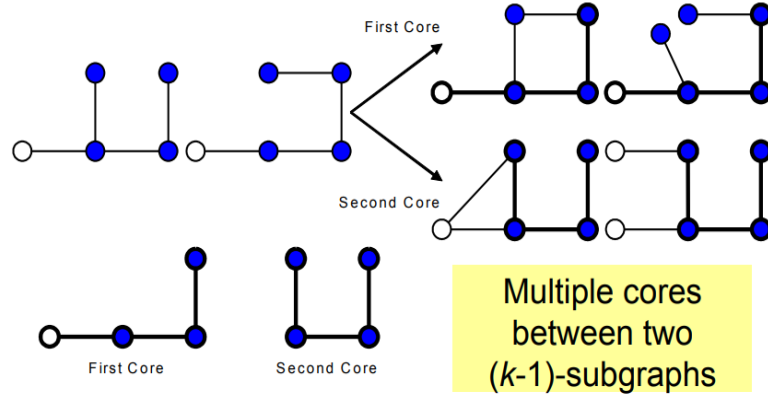 First Core
Second Core
First Core
Second Core
Multiple cores
between two
(k-1)-subgraphs